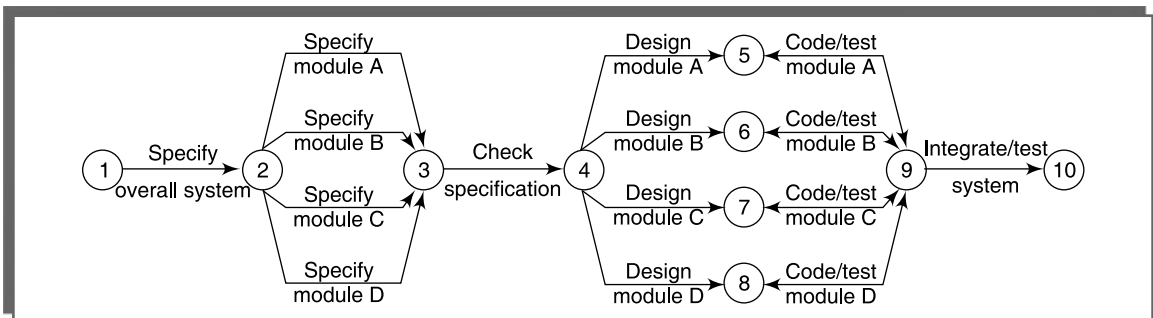 Specify
module A
Specify
module B
Specify
module C
Specify
module D
1
Specify
overall system
2
3
Check
specification
4
Design
module A
5
Code/test
module A
Design
module B
6
Code/test
module B
Design
module C
7
Code/test
module C
Design
module D
8
Code/test
module D
9
Integrate/test
system
10